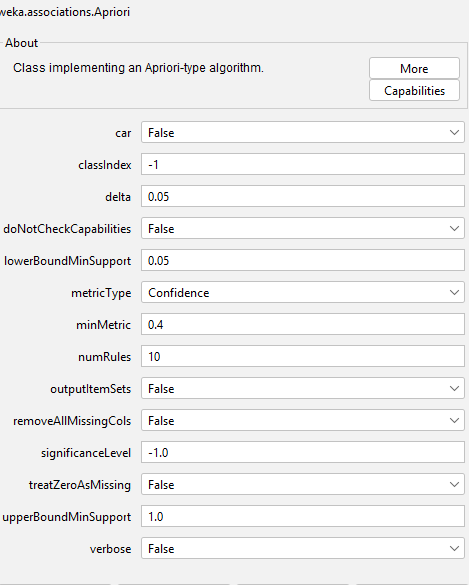 weka.associations.Apriori
About
Class implementing an Apriori-type algorithm.
More
Capabilities
car False
classIndex -1
delta 0.05
doNotCheckCapabilities False
lowerBoundMinSupport 0.05
metricType Confidence
minMetric 0.4
numRules 10
outputItemSets False
removeAllMissingCols False
significanceLevel -1.0
treatZeroAsMissing False
upperBoundMinSupport 1.0
verbose False